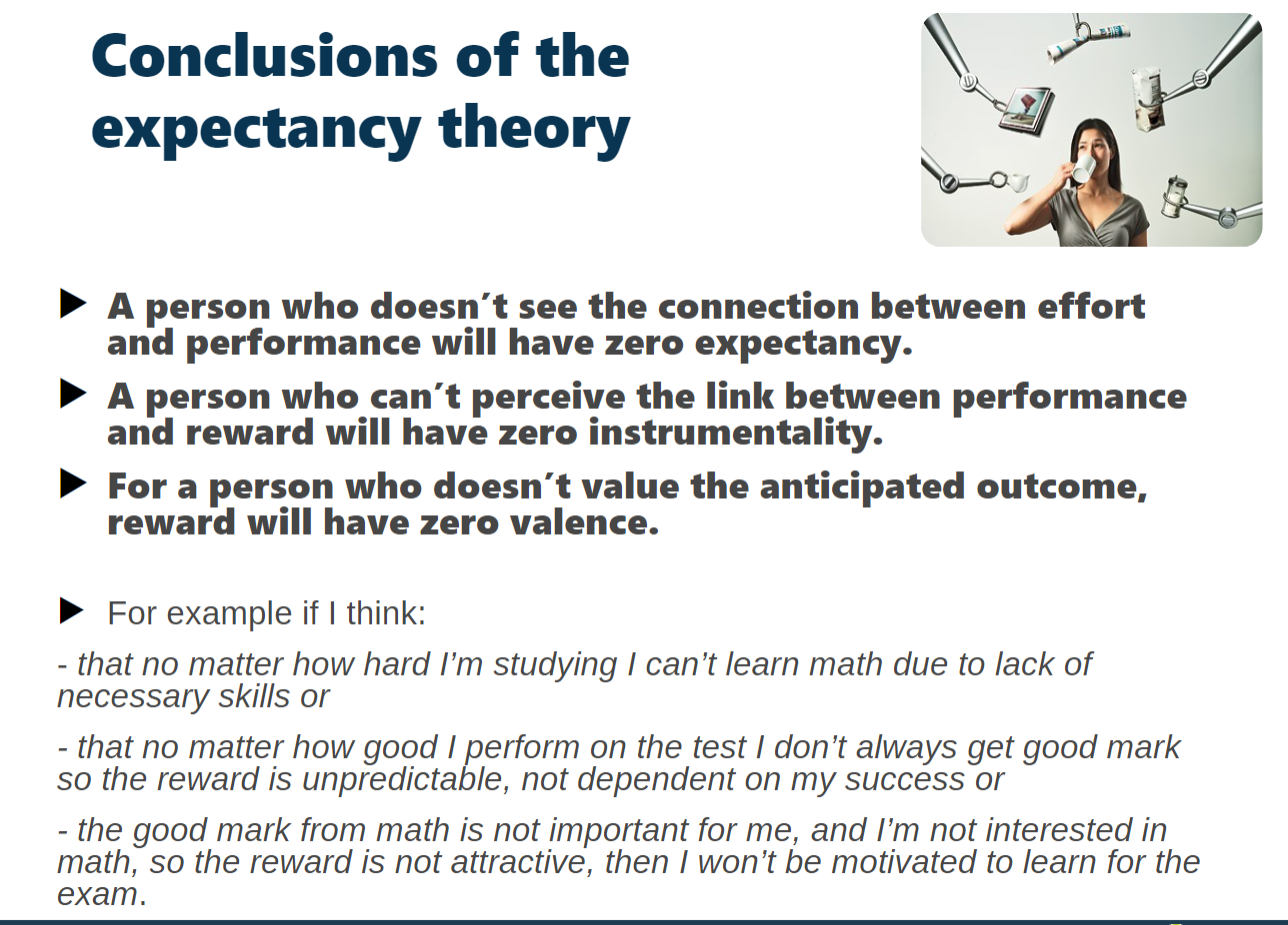 Conclusions of the
expectancy theory
A person who doesn´t see the connection between effort
and performance will have zero expectancy.
A person who can´t perceive the link between performance
and reward will have zero instrumentality.
For a person who doesn´t value the anticipated outcome,
reward will have zero valence.
For example if I think:
- that no matter how hard I’m studying I can’t learn math due to lack of
necessary skills or
- that no matter how good I perform on the test I don’t always get good mark
so the reward is unpredictable, not dependent on my success or
- the good mark from math is not important for me, and I’m not interested in
math, so the reward is not attractive, then I won’t be motivated to learn for the
exam.